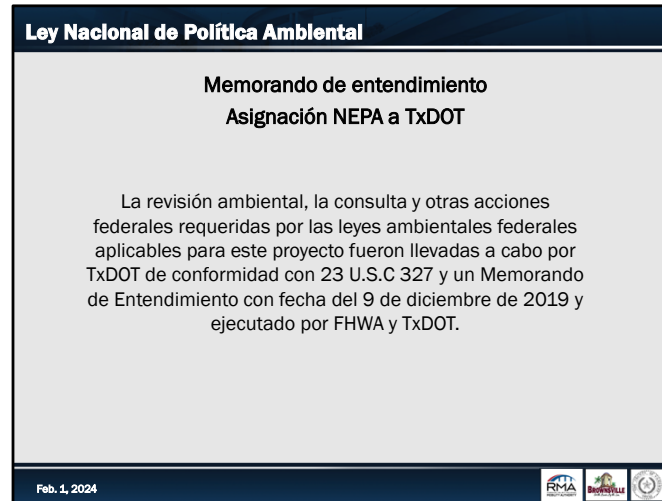 Ley Nacional de Política Ambiental
Memorando de entendimiento
Asignación NEPA a TxDOT
La revisión ambiental, la consulta y otras acciones
federales requeridas por las leyes ambientales federales
aplicables para este proyecto fueron llevadas a cabo por
TxDOT de conformidad con 23 U.S.C 327 y un Memorando
de Entendimiento con fecha del 9 de diciembre de 2019 y
ejecutado por FHWA y TxDOT.
Feb. 1, 2024
RMA
BROWNSVILLE